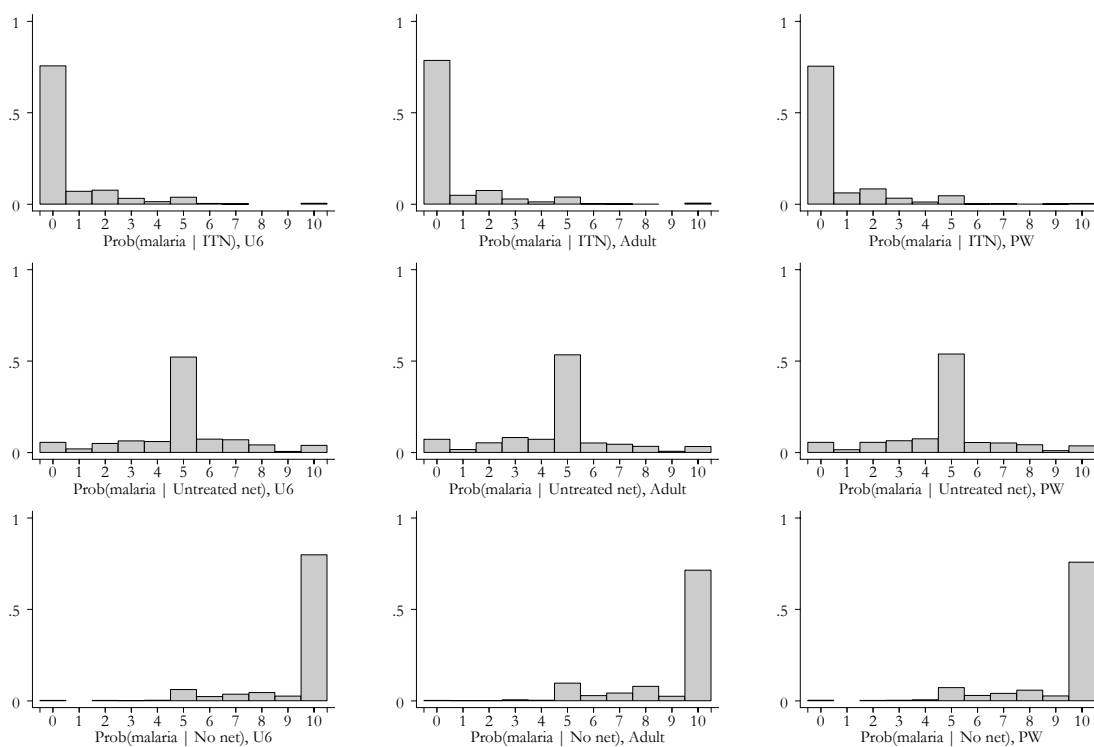 1
1
1
.5
.5
.5
0
0
0
0 1 2 3 4 5 6 7 8 9 10
0 1 2 3 4 5 6 7 8 9 10
0 1 2 3 4 5 6 7 8 9 10
Prob(malaria | ITN), U6
Prob(malaria | ITN), Adult
Prob(malaria | ITN), PW
1
1
1
.5
.5
.5
0
0
0
0 1 2 3 4 5 6 7 8 9 10
0 1 2 3 4 5 6 7 8 9 10
0 1 2 3 4 5 6 7 8 9 10
Prob(malaria | Untreated net), U6
Prob(malaria | Untreated net), Adult
Prob(malaria | Untreated net), PW
1
1
1
.5
.5
.5
0
0
0
0 1 2 3 4 5 6 7 8 9 10
0 1 2 3 4 5 6 7 8 9 10
0 1 2 3 4 5 6 7 8 9 10
Prob(malaria | No net), U6
Prob(malaria | No net), Adult
Prob(malaria | No net), PW